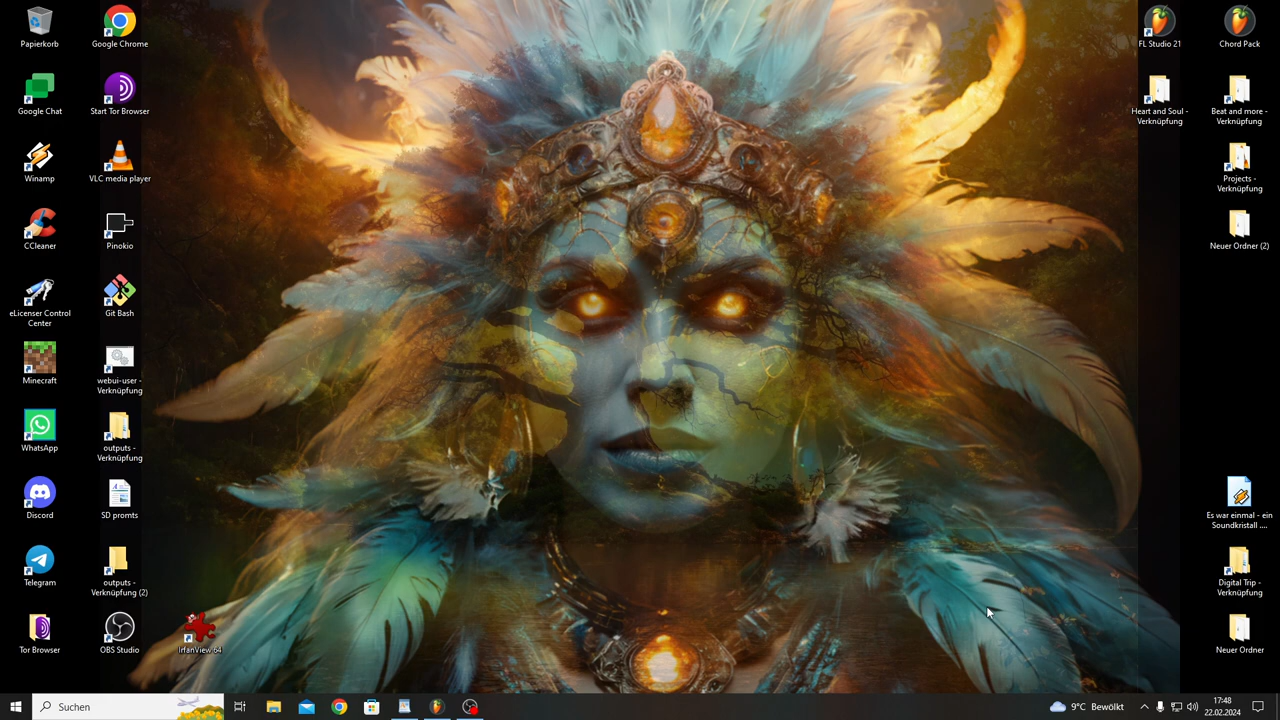 Papierkorb
Google Chrome
Google Chat
Start Tor Browser
Winamp
VLC media player
CCleaner
Pinokio
eLicenser Control
Center
Git Bash
Minecraft
webui-user -
Verknüpfung
WhatsApp
outputs -
Verknüpfung
Discord
SD promts
Telegram
outputs -
Verknüpfung (2)
Tor Browser
OBS Studio
IrfanView 64
FL Studio 21
Chord Pack
Heart and Soul -
Verknüpfung
Beat and more -
Verknüpfung
Projects -
Verknüpfung
Neuer Ordner (2)
Es war einmal - ein
Soundkristall ....
Digital Trip -
Verknüpfung
Neuer Ordner
Suchen
9°C Bewölkt
17:48
22.02.2024